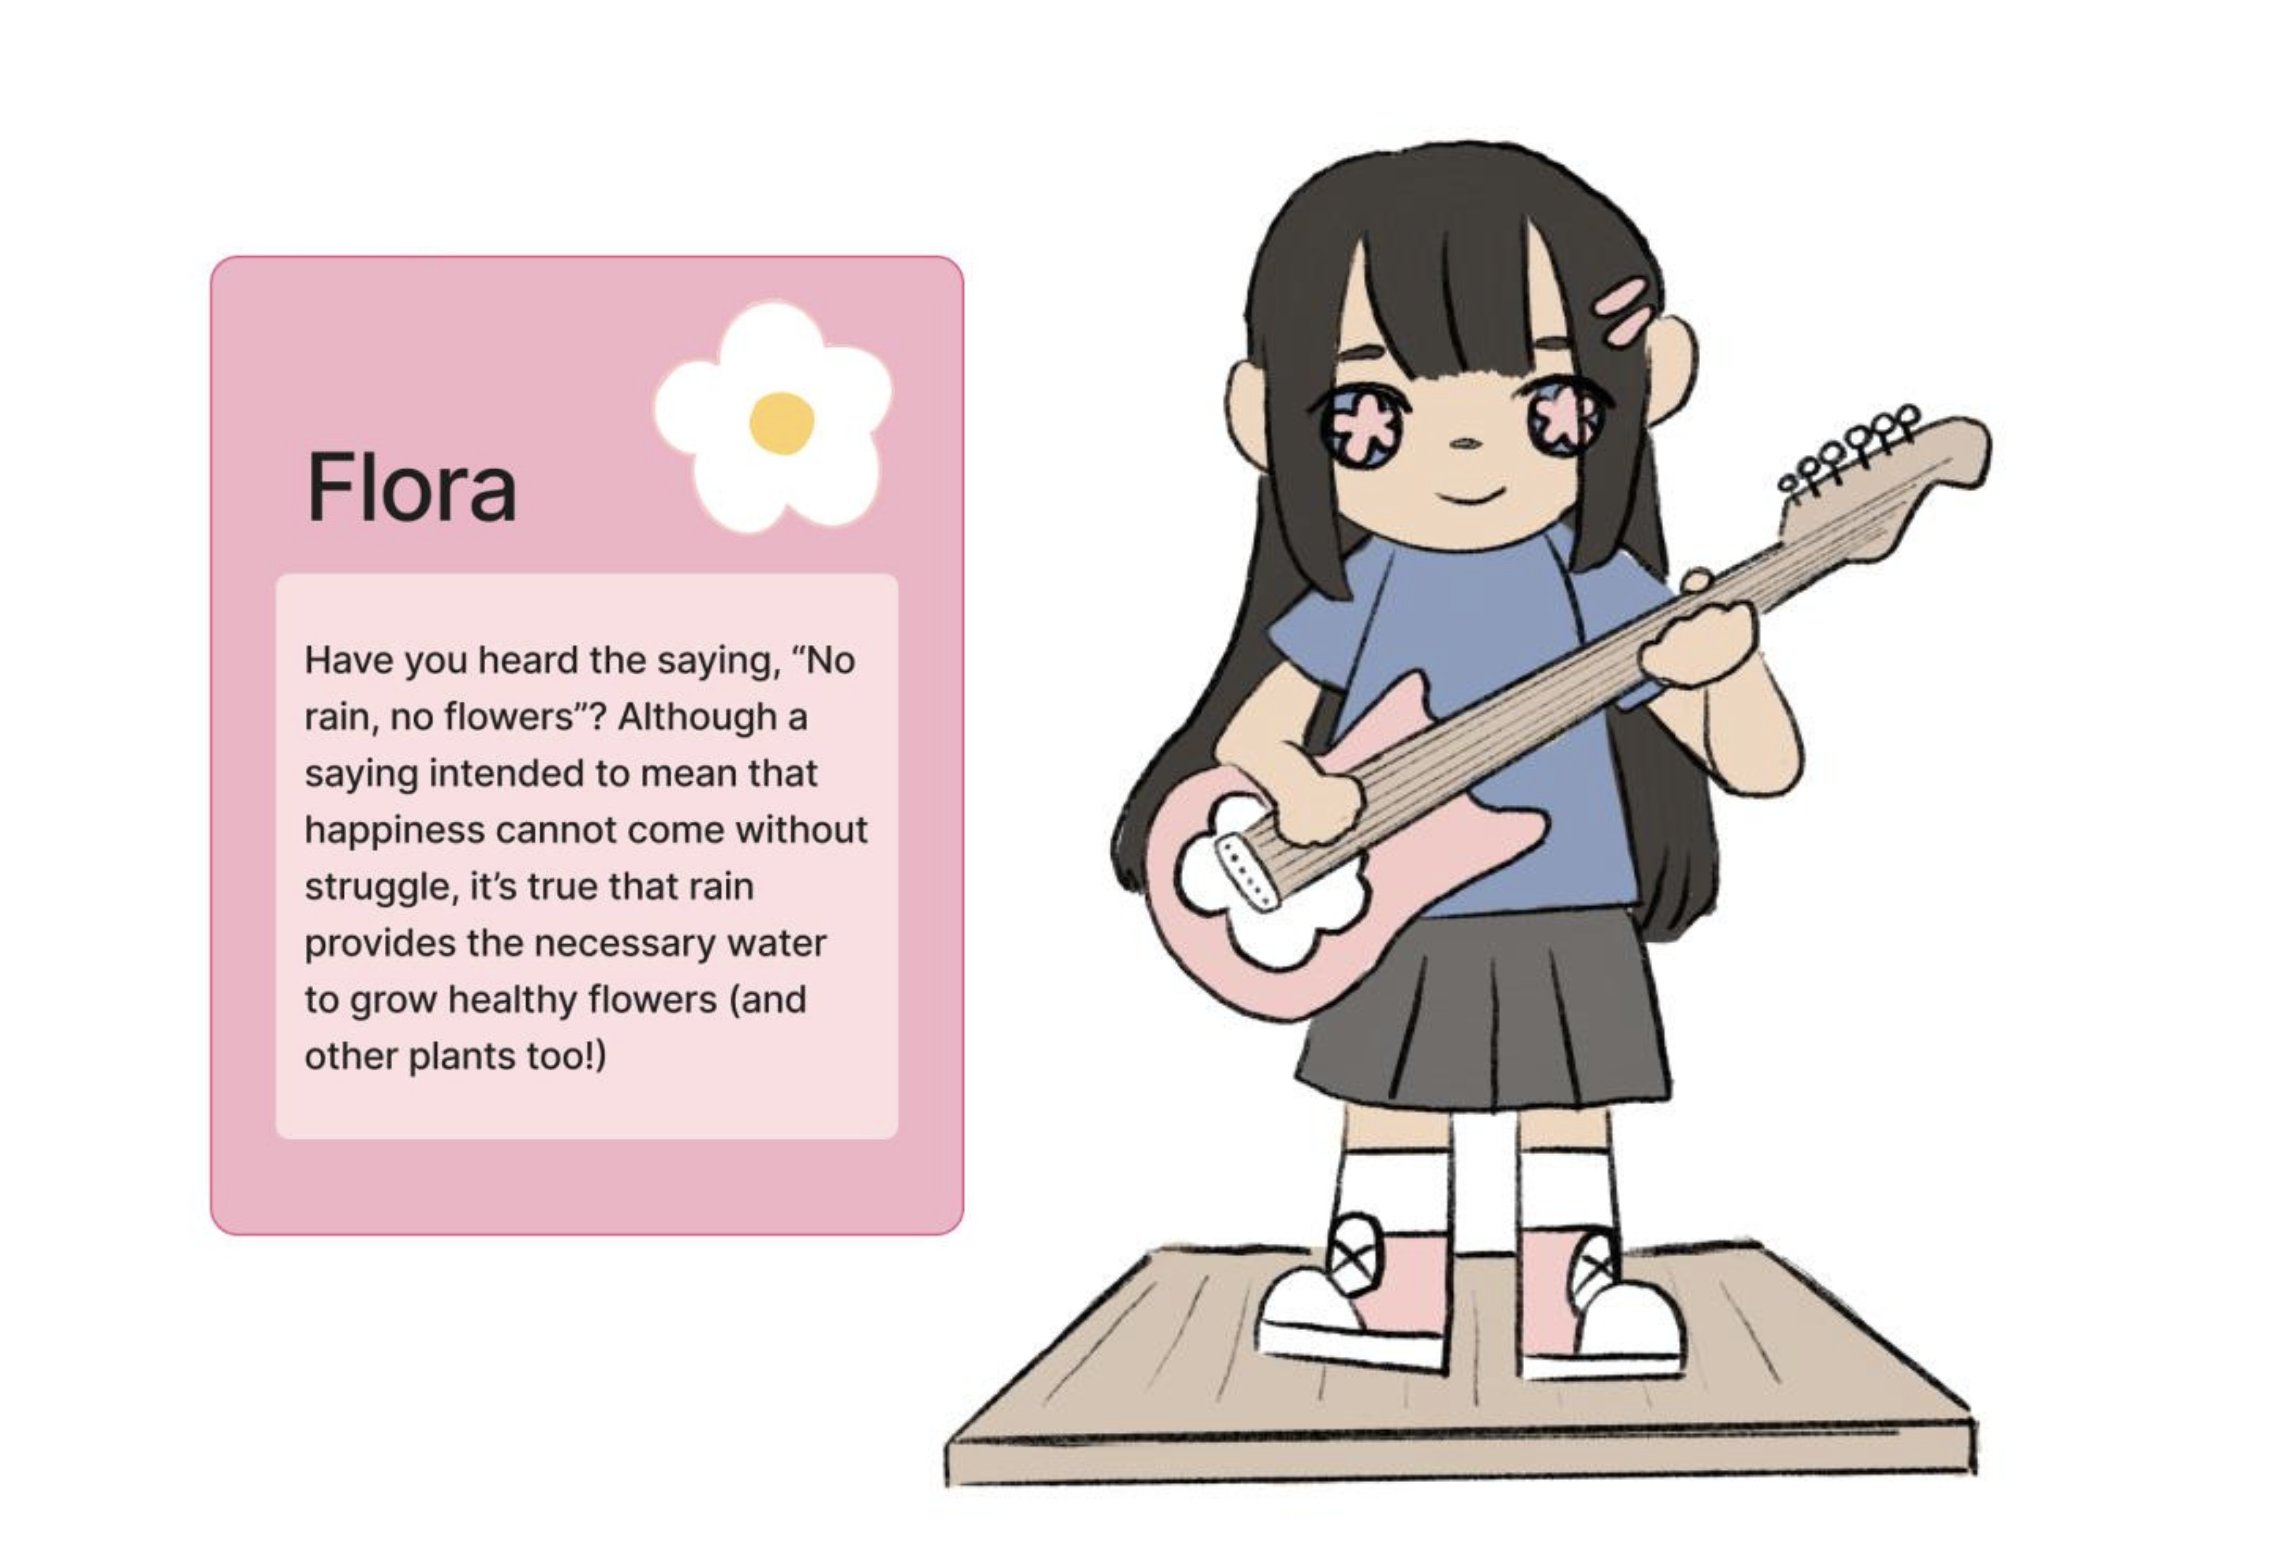 Flora
Have you heard the saying, “No
rain, no flowers”? Although a
saying intended to mean that
happiness cannot come without
struggle, it’s true that rain
provides the necessary water
to grow healthy flowers (and
other plants too!)